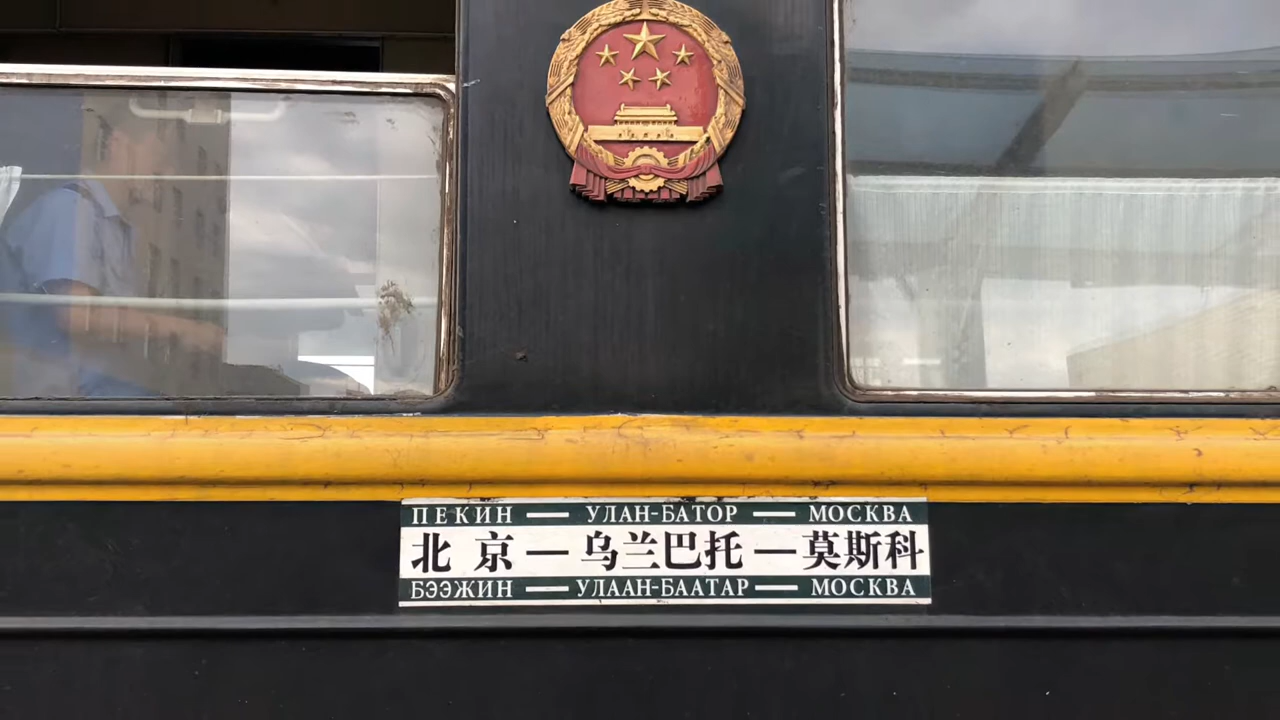 ПЕКИН — УЛАН-БАТОР — МОСКВА
北京—乌兰巴托—莫斯科
БЭЭЖИН — УЛААН-БААТАР — МОСКВА